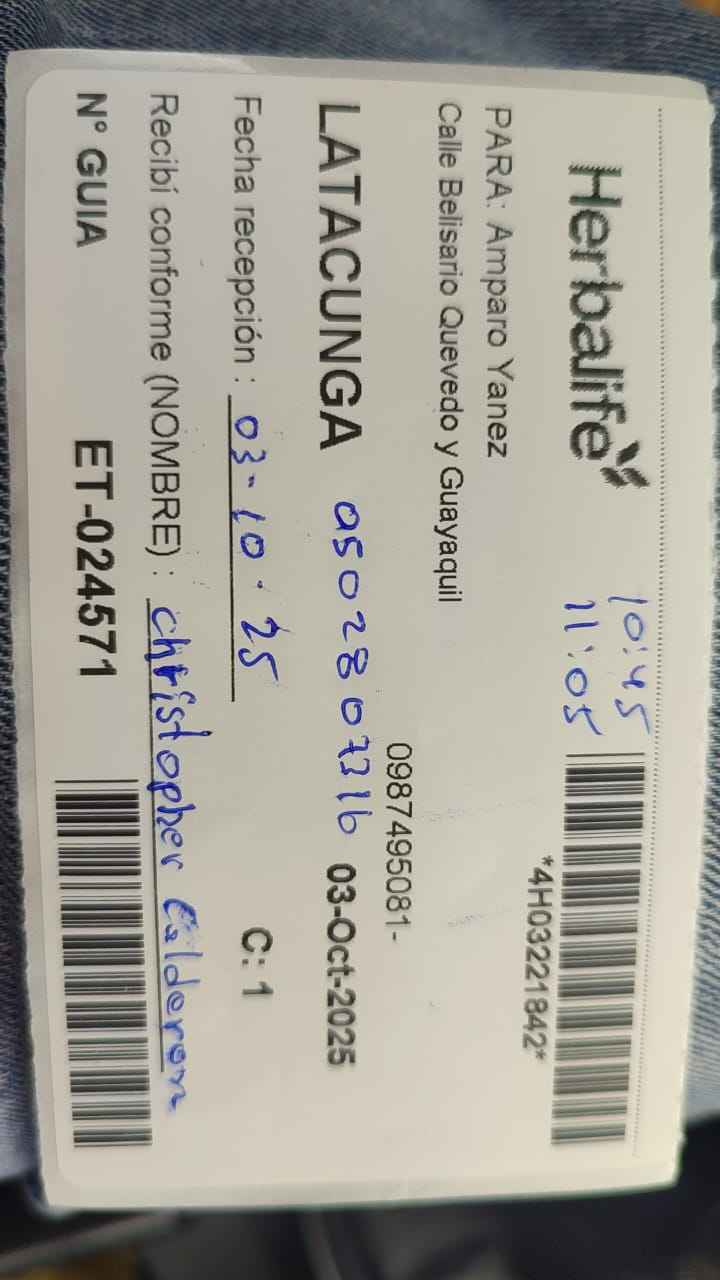 Herbalife
10:45
11:05
*4H03221842*
PARA: Amparo Yanez
Calle Belisario Quevedo y Guayaquil
0987495081-
LATACUNGA 0502807316 03-Oct-2025
Fecha recepción : 03-10-25 C: 1
Recibí conforme (NOMBRE) : christopher Calderon
N° GUIA ET-024571